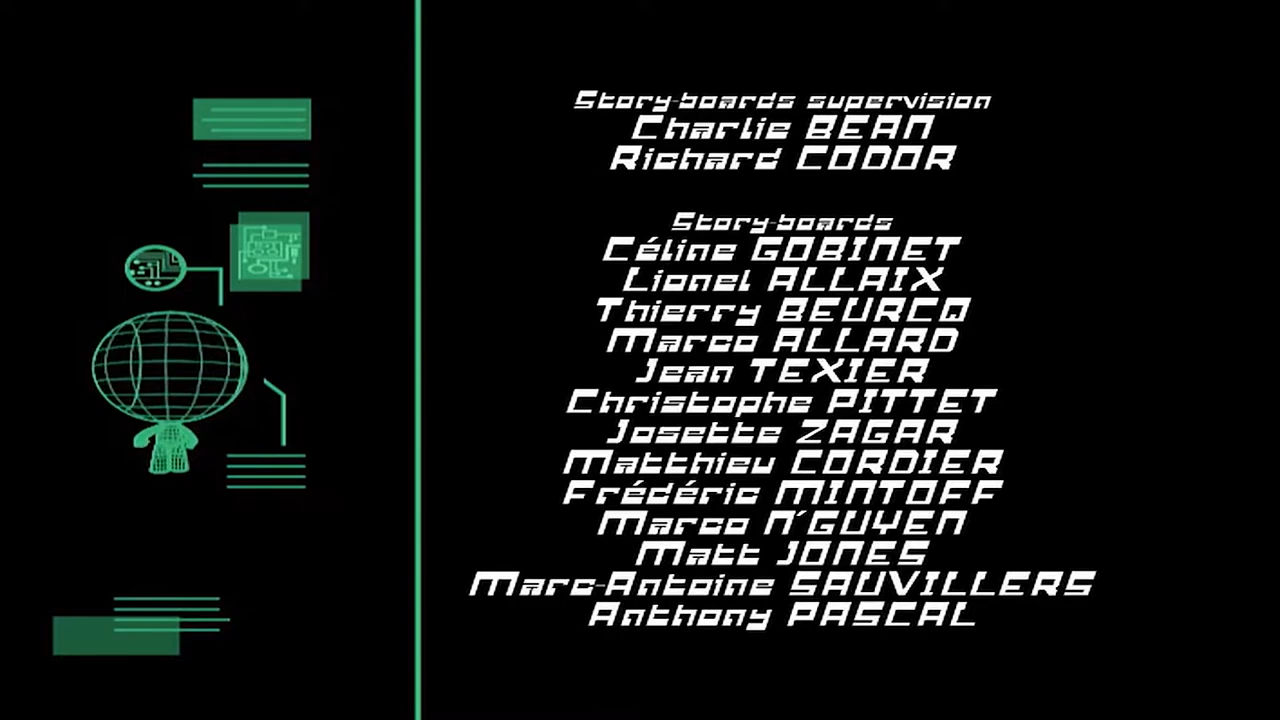 Story-boards supervision
Charlie BEAN
Richard CODOR
Story-boards
Céline GOBINET
Lionel ALLAIX
Thierry BEURCQ
Marco ALLARD
Jean TEXIER
Christophe PITTET
Josette ZAGAR
Matthieu CORDIER
Frédéric MINTOFF
Marco N'GUYEN
Matt JONES
Marc-Antoine SAUVILLERS
Anthony PASCAL